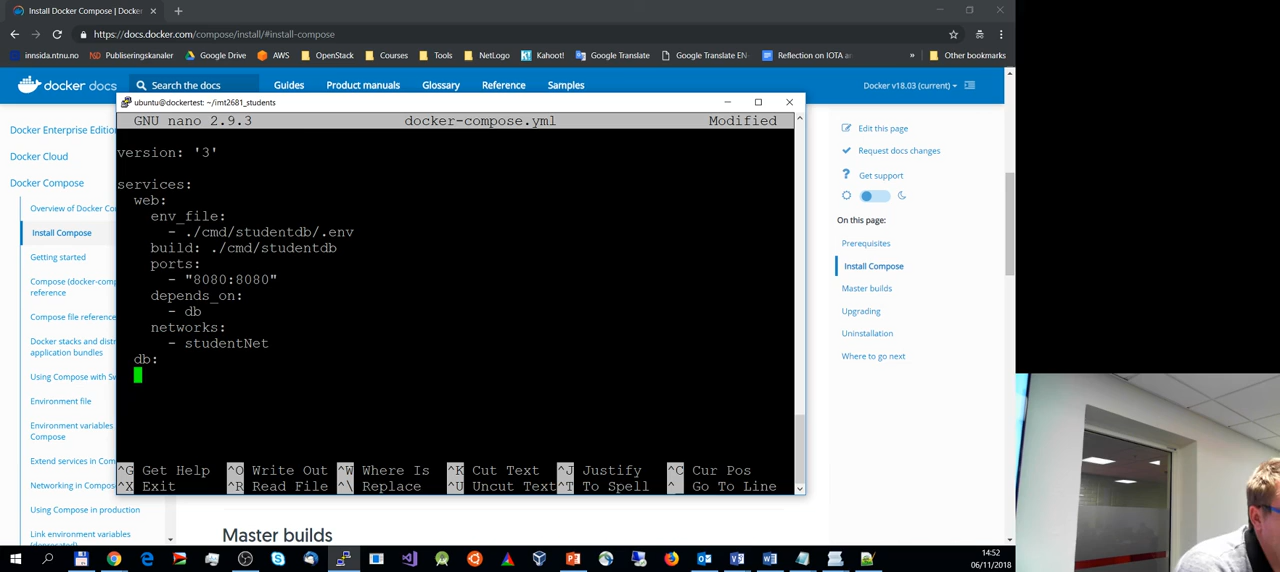 Install Docker Compose | Docker
https://docs.docker.com/compose/install/#install-compose
innsida.ntnu.no Publiseringskanaler Google Drive AWS OpenStack Courses Tools NetLogo Kahoot! Google Translate Google Translate EN- Reflection on IOTA ar » Other bookmarks
docker docs Search the docs Guides Product manuals Glossary Reference Samples Docker v18.03 (current)
ubuntu@dockertest: ~/imt2681_students
GNU nano 2.9.3 docker-compose.yml Modified
version: '3'
services:
web:
env_file:
- ./cmd/studentdb/.env
build: ./cmd/studentdb
ports:
- "8080:8080"
depends_on:
- db
networks:
- studentNet
db:
^G Get Help ^O Write Out ^W Where Is ^K Cut Text ^J Justify ^C Cur Pos
^X Exit ^R Read File ^\ Replace ^U Uncut Text ^T To Spell ^_ Go To Line
Docker Enterprise Edition
Docker Cloud
Docker Compose
Overview of Docker Co
Install Compose
Getting started
Compose (docker-comp
reference
Compose file reference
Docker stacks and distr
application bundles
Using Compose with Sw
Environment file
Environment variables
Compose
Extend services in Com
Networking in Compos
Using Compose in production
Link environment variables
(deprecated)
Edit this page
Request docs changes
Get support
On this page:
Prerequisites
Install Compose
Master builds
Upgrading
Uninstallation
Where to go next
Master builds
14:52
06/11/2018